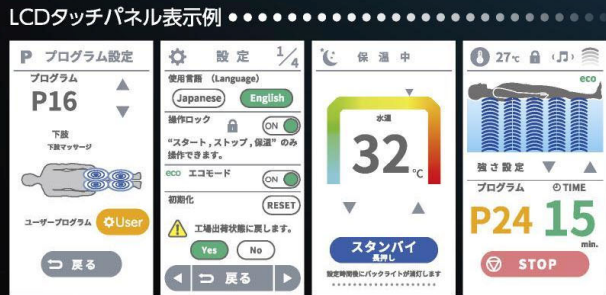 LCDタッチパネル表示例
P プログラム設定
プログラム
P16
下肢
下肢マッサージ
ユーザープログラム User
戻る
設定 1/4
使用言語 (Language)
Japanese English
操作ロック ON
"スタート,ストップ,保温" のみ
操作できます。
eco エコモード ON
初期化 RESET
工場出荷状態に戻します。
Yes No
戻る
保温中
水温
32℃
スタンバイ
長押し
設定時間後にバックライトが消灯します
27℃
eco
強さ設定
プログラム TIME
P24 15
min.
STOP